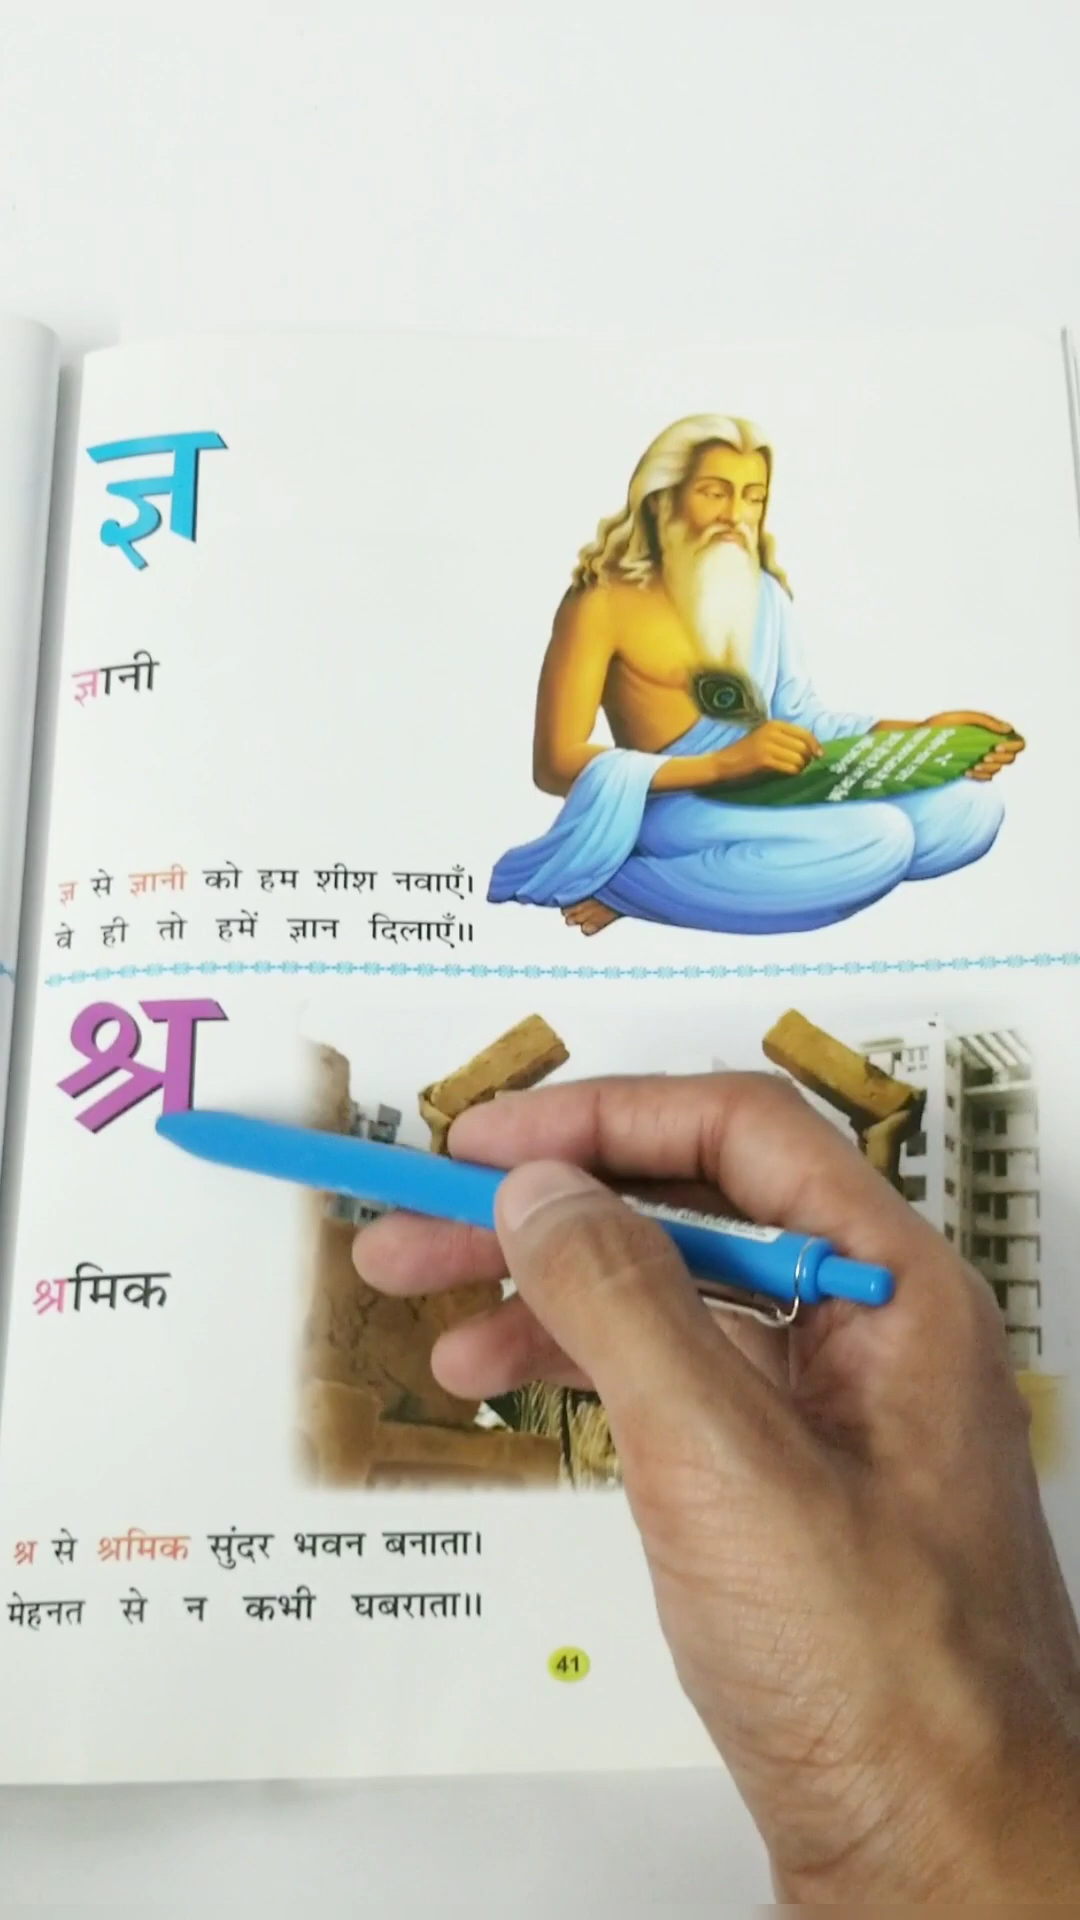 ज्ञ
ज्ञानी
ज्ञ से ज्ञानी को हम शीश नवाएँ।
वे ही तो हमें ज्ञान दिलाएँ॥
श्र
श्रमिक
श्र से श्रमिक सुंदर भवन बनाता।
मेहनत से न कभी घबराता॥
41